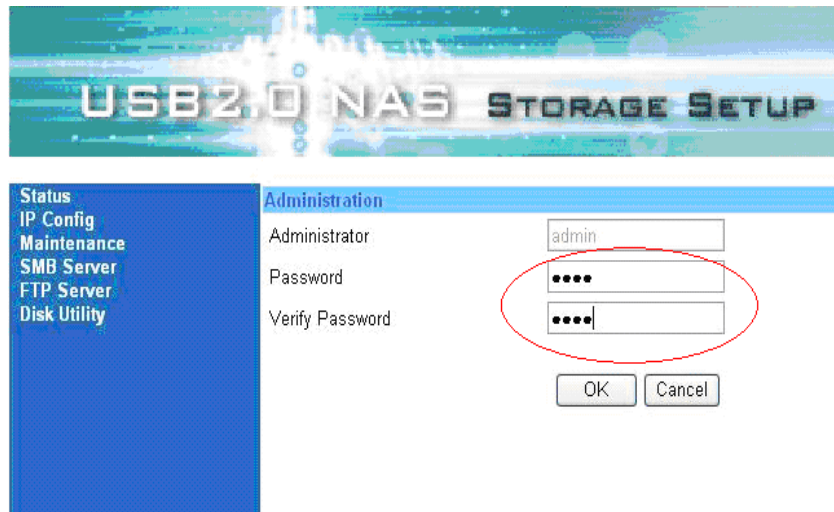 USB2.0 NAS STORAGE SETUP
Status
IP Config
Maintenance
SMB Server
FTP Server
Disk Utility
Administration
Administrator admin
Password ••••
Verify Password ••••
OK Cancel